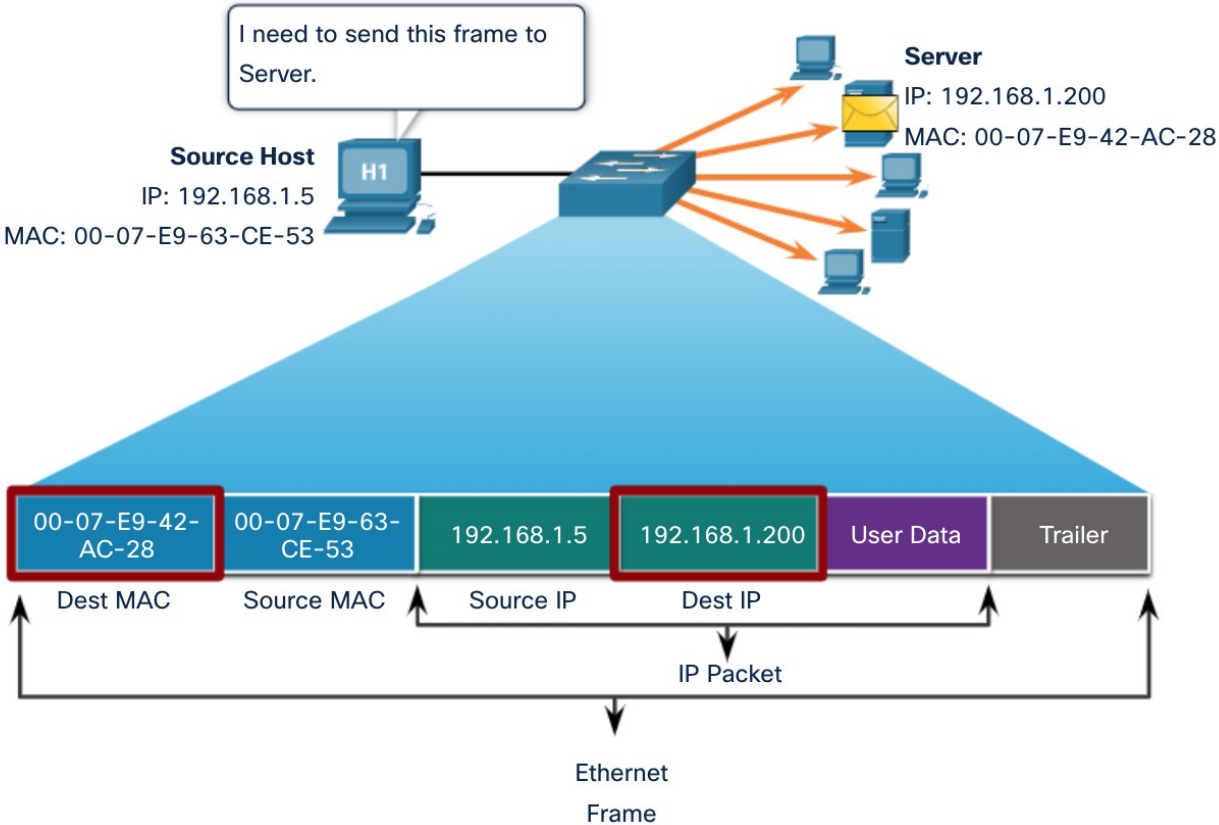 I need to send this frame to
Server.
Server
IP: 192.168.1.200
MAC: 00-07-E9-42-AC-28
Source Host
IP: 192.168.1.5
MAC: 00-07-E9-63-CE-53
H1
00-07-E9-42-
AC-28
00-07-E9-63-
CE-53
192.168.1.5
192.168.1.200
User Data
Trailer
Dest MAC
Source MAC
Source IP
Dest IP
IP Packet
Ethernet
Frame